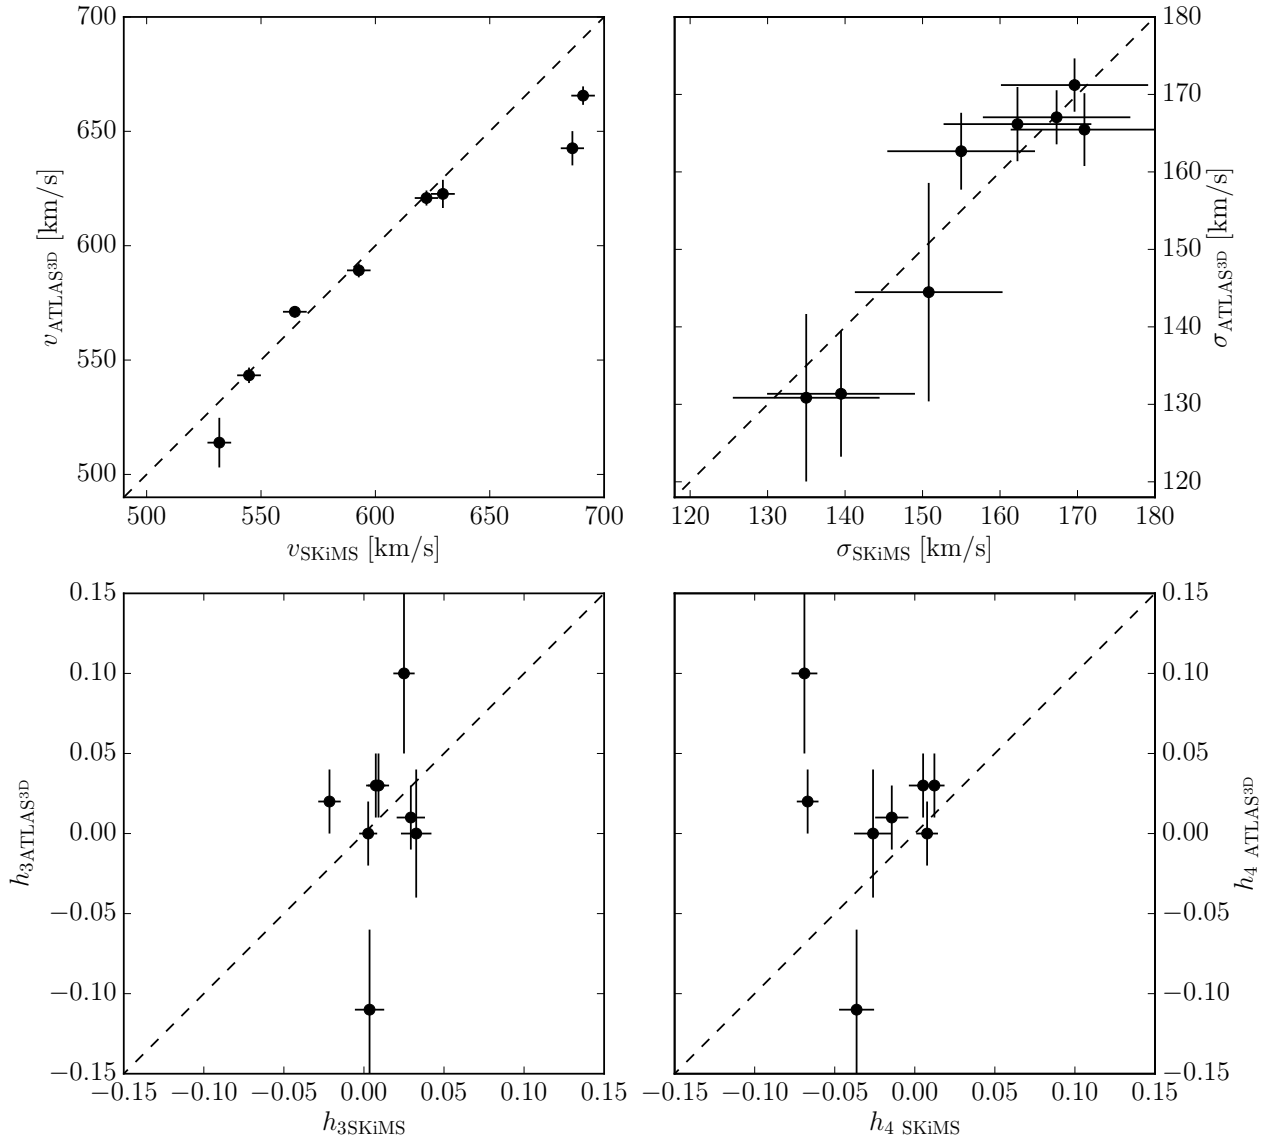 700
650
600
550
500
v_ATLAS³ᴰ [km/s]
500 550 600 650 700
v_SKiMS [km/s]
180
170
160
150
140
130
120
σ_ATLAS³ᴰ [km/s]
120 130 140 150 160 170 180
σ_SKiMS [km/s]
0.15
0.10
0.05
0.00
−0.05
−0.10
−0.15
h_3ATLAS³ᴰ
−0.15 −0.10 −0.05 0.00 0.05 0.10 0.15
h_3SKiMS
0.15
0.10
0.05
0.00
−0.05
−0.10
−0.15
h_4 ATLAS³ᴰ
−0.15 −0.10 −0.05 0.00 0.05 0.10 0.15
h_4 SKiMS